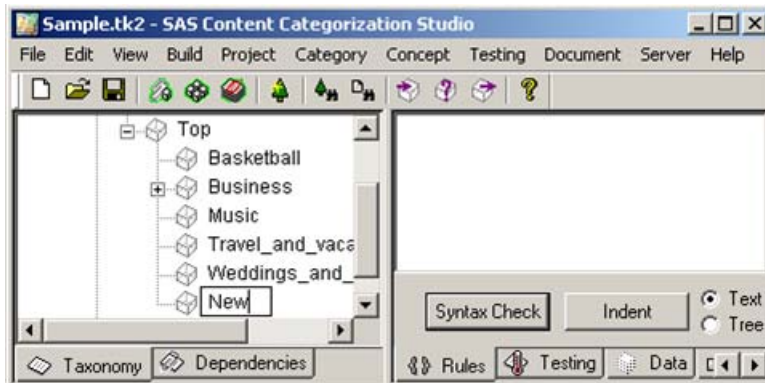 Sample.tk2 - SAS Content Categorization Studio
File Edit View Build Project Category Concept Testing Document Server Help
Top
Basketball
Business
Music
Travel_and_vaca
Weddings_and_
New
Syntax Check Indent Text
Tree
Taxonomy Dependencies Rules Testing Data